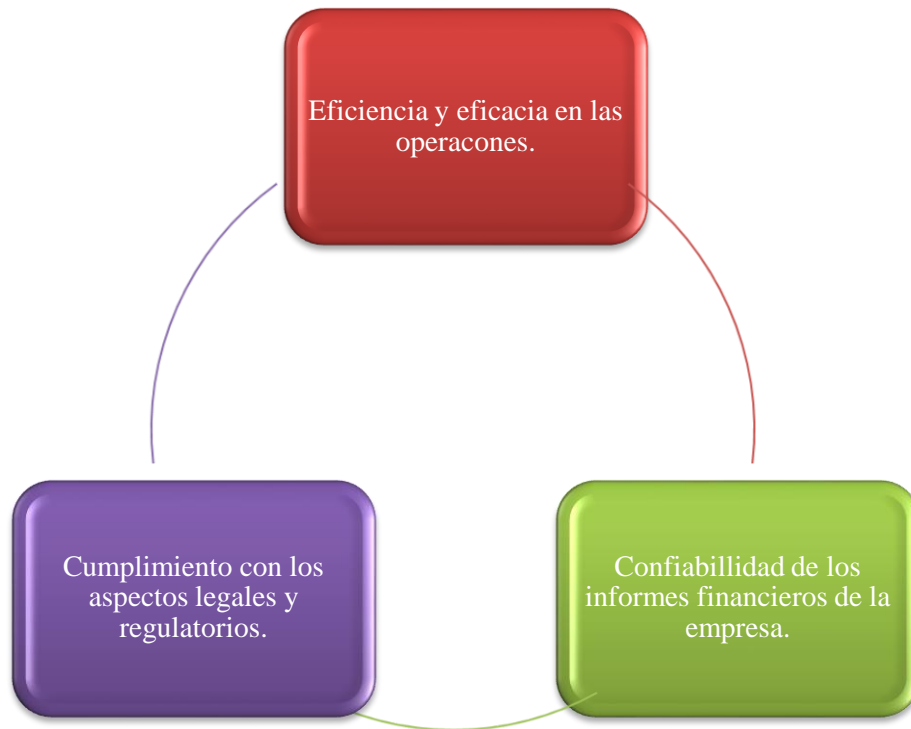 Eficiencia y eficacia en las
operacones.
Cumplimiento con los
aspectos legales y
regulatorios.
Confiabillidad de los
informes financieros de la
empresa.